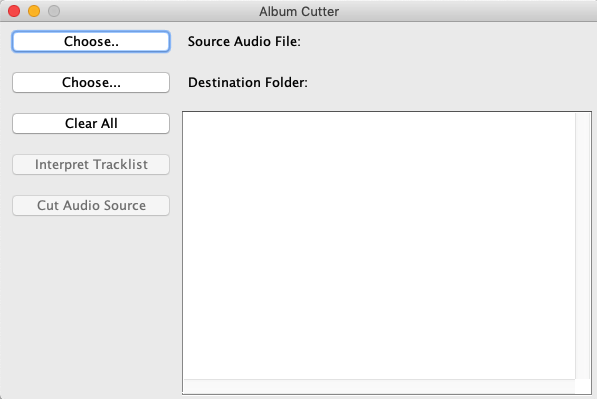 Album Cutter
Choose.. Source Audio File:
Choose... Destination Folder:
Clear All
Interpret Tracklist
Cut Audio Source